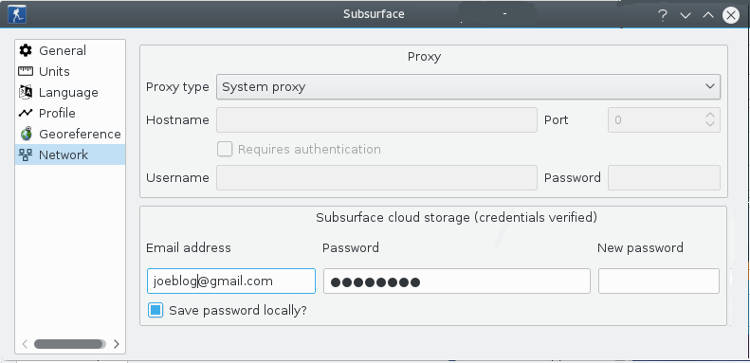 Subsurface -
General
Units
Language
Profile
Georeference
Network
Proxy
Proxy type System proxy
Hostname Port 0
Requires authentication
Username Password
Subsurface cloud storage (credentials verified)
Email address Password New password
joeblog@gmail.com ●●●●●●●●
Save password locally?